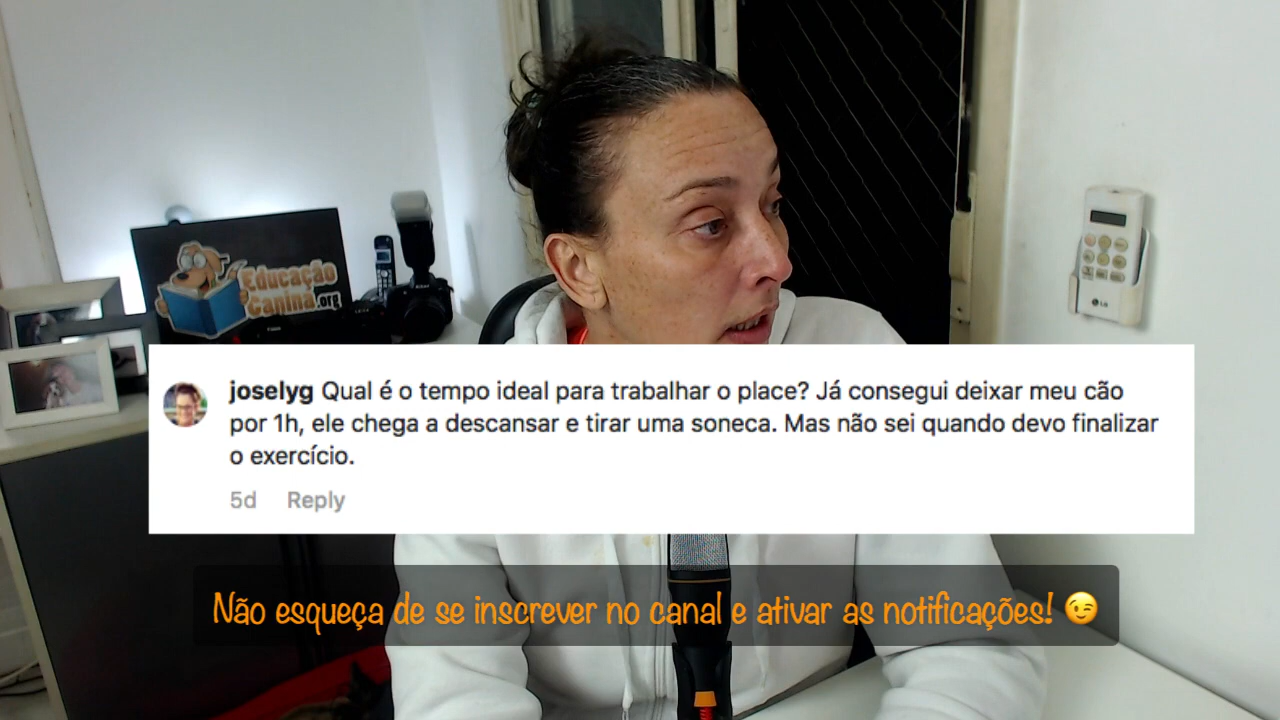 Educação
Canina.org
joselyg Qual é o tempo ideal para trabalhar o place? Já consegui deixar meu cão
por 1h, ele chega a descansar e tirar uma soneca. Mas não sei quando devo finalizar
o exercício.
5d Reply
Não esqueça de se inscrever no canal e ativar as notificações! 😉
LG